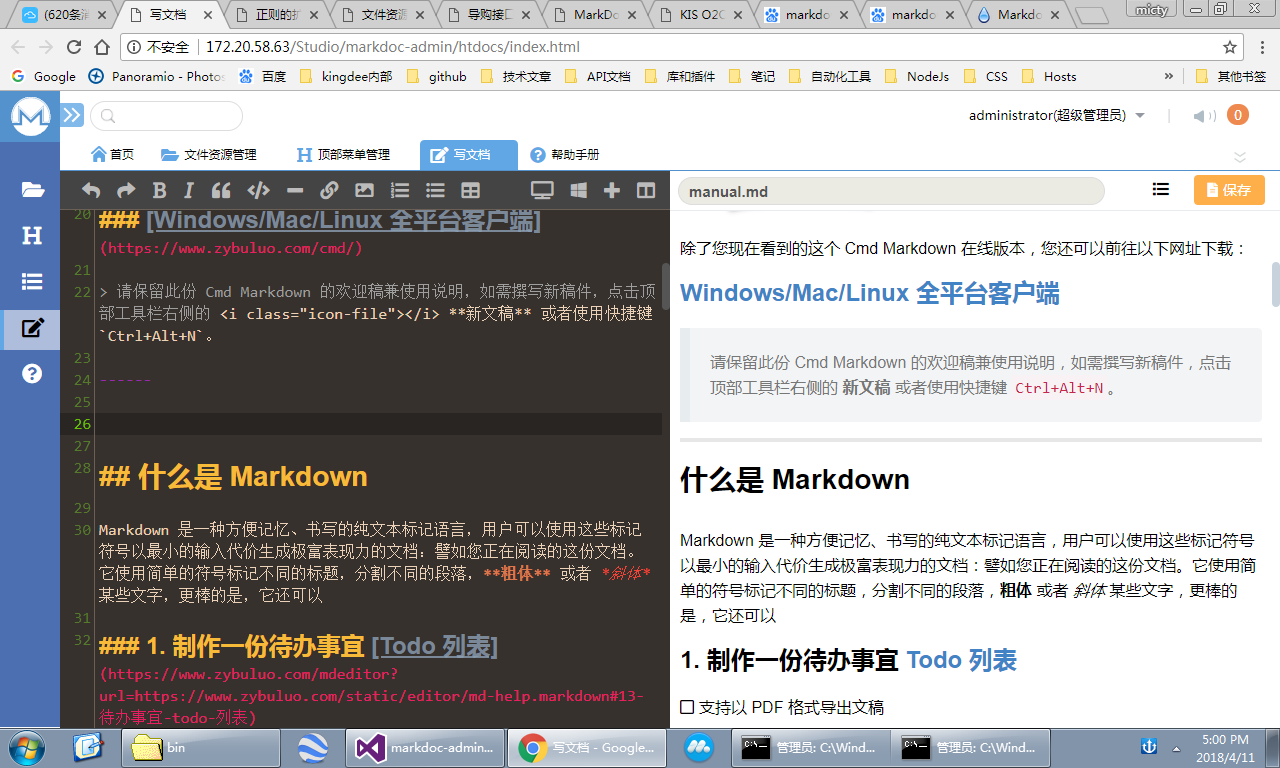 (620条消
写文档
正则的扩
文件资源
导购接口
MarkDo
KIS O2C
markdo
markdo
Markdo
micty
不安全 172.20.58.63/Studio/markdoc-admin/htdocs/index.html
Google
Panoramio - Photos
百度
kingdee内部
github
技术文章
API文档
库和插件
笔记
自动化工具
NodeJs
CSS
Hosts
»
其他书签
administrator(超级管理员)
0
首页
文件资源管理
顶部菜单管理
写文档
帮助手册
manual.md
保存
20 ### [Windows/Mac/Linux 全平台客户端]
(https://www.zybuluo.com/cmd/)
21
22 > 请保留此份 Cmd Markdown 的欢迎稿兼使用说明，如需撰写新稿件，点击顶
部工具栏右侧的 <i class="icon-file"></i> **新文稿** 或者使用快捷键
`Ctrl+Alt+N`。
23
24 ------
25
26
27
28 ## 什么是 Markdown
29
30 Markdown 是一种方便记忆、书写的纯文本标记语言，用户可以使用这些标记
符号以最小的输入代价生成极富表现力的文档：譬如您正在阅读的这份文档。
它使用简单的符号标记不同的标题，分割不同的段落，**粗体** 或者 *斜体*
某些文字，更棒的是，它还可以
31
32 ### 1. 制作一份待办事宜 [Todo 列表]
(https://www.zybuluo.com/mdeditor?
url=https://www.zybuluo.com/static/editor/md-help.markdown#13-
待办事宜-todo-列表)
除了您现在看到的这个 Cmd Markdown 在线版本，您还可以前往以下网址下载：
Windows/Mac/Linux 全平台客户端
请保留此份 Cmd Markdown 的欢迎稿兼使用说明，如需撰写新稿件，点击
顶部工具栏右侧的 新文稿 或者使用快捷键 Ctrl+Alt+N 。
什么是 Markdown
Markdown 是一种方便记忆、书写的纯文本标记语言，用户可以使用这些标记符号
以最小的输入代价生成极富表现力的文档：譬如您正在阅读的这份文档。它使用简
单的符号标记不同的标题，分割不同的段落，粗体 或者 斜体 某些文字，更棒的
是，它还可以
1. 制作一份待办事宜 Todo 列表
支持以 PDF 格式导出文稿
bin
markdoc-admin...
写文档 - Google...
管理员: C:\Wind...
管理员: C:\Wind...
5:00 PM
2018/4/11